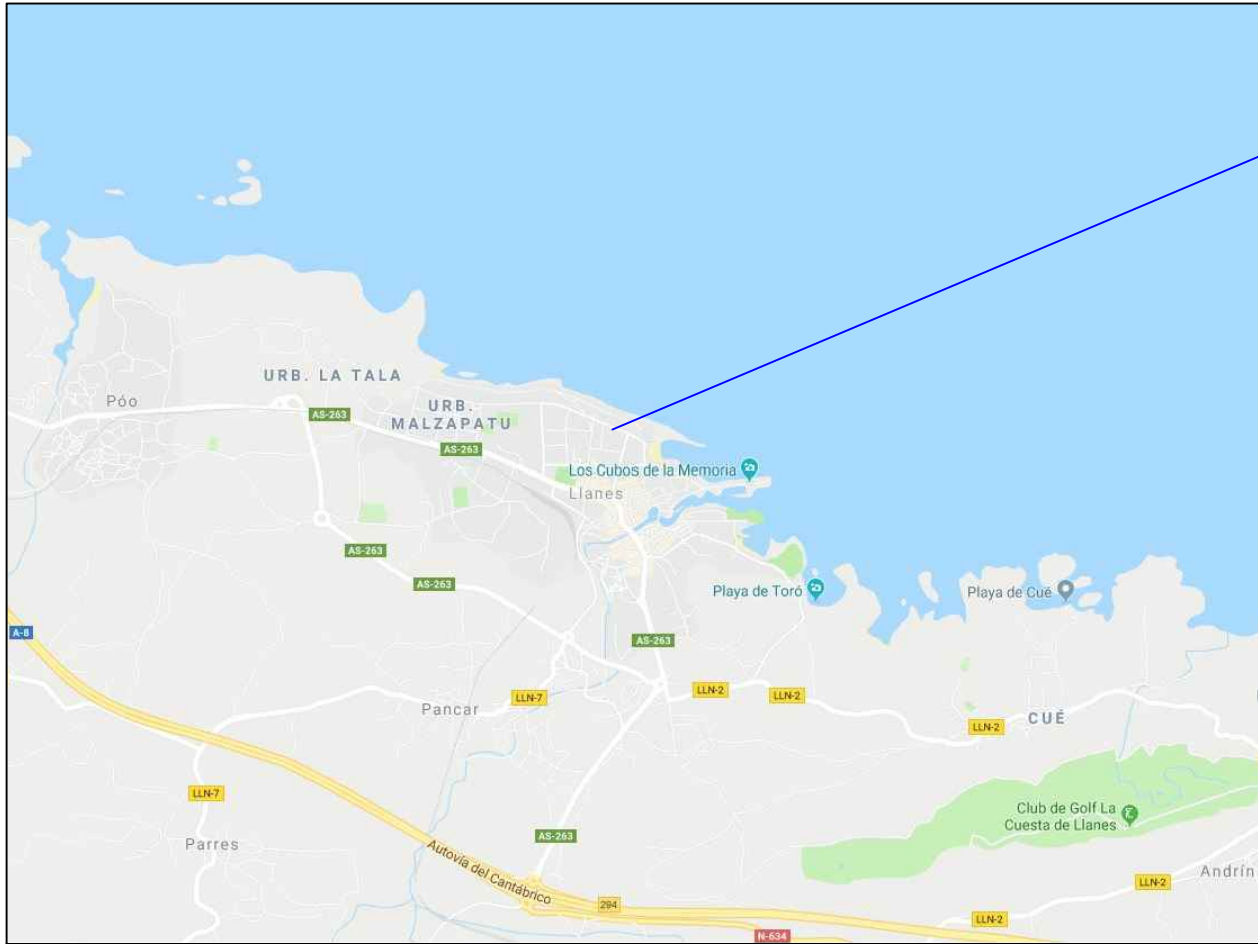 URB. LA TALA
Póo
URB.
MALZAPATU
AS-263
AS-263
Los Cubos de la Memoria
Llanes
AS-263
AS-263
Playa de Toró
Playa de Cué
A-8
AS-263
LLN-2
LLN-2
LLN-7
Pancar
CUÉ
LLN-2
LLN-7
Club de Golf La
Cuesta de Llanes
AS-263
Parres
Autovía del Cantábrico
Andrín
LLN-2
294
LLN-2
N-634